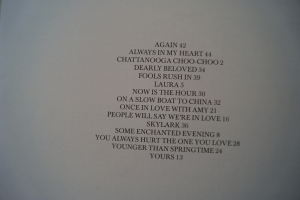 AGAIN 42
ALWAYS IN MY HEART 44
CHATTANOOGA CHOO-CHOO 2
DEARLY BELOVED 34
FOOLS RUSH IN 39
LAURA 5
NOW IS THE HOUR 30
ON A SLOW BOAT TO CHINA 32
ONCE IN LOVE WITH AMY 21
PEOPLE WILL SAY WE'RE IN LOVE 16
SKYLARK 36
SOME ENCHANTED EVENING 8
YOU ALWAYS HURT THE ONE YOU LOVE 28
YOUNGER THAN SPRINGTIME 24
YOURS 13